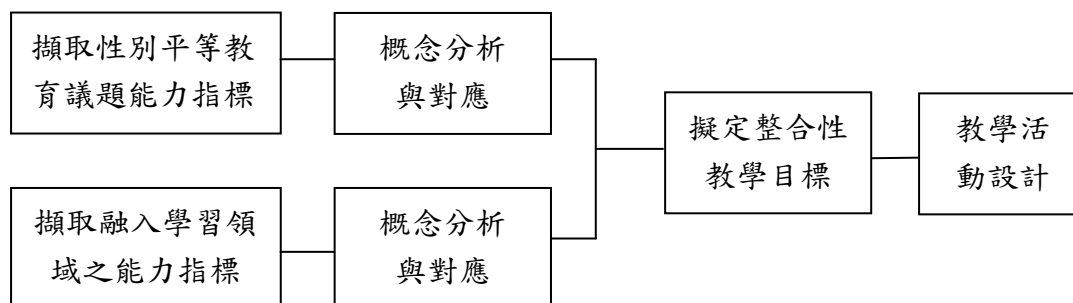 擷取性別平等教
育議題能力指標
概念分析
與對應
擷取融入學習領
域之能力指標
概念分析
與對應
擬定整合性
教學目標
教學活
動設計